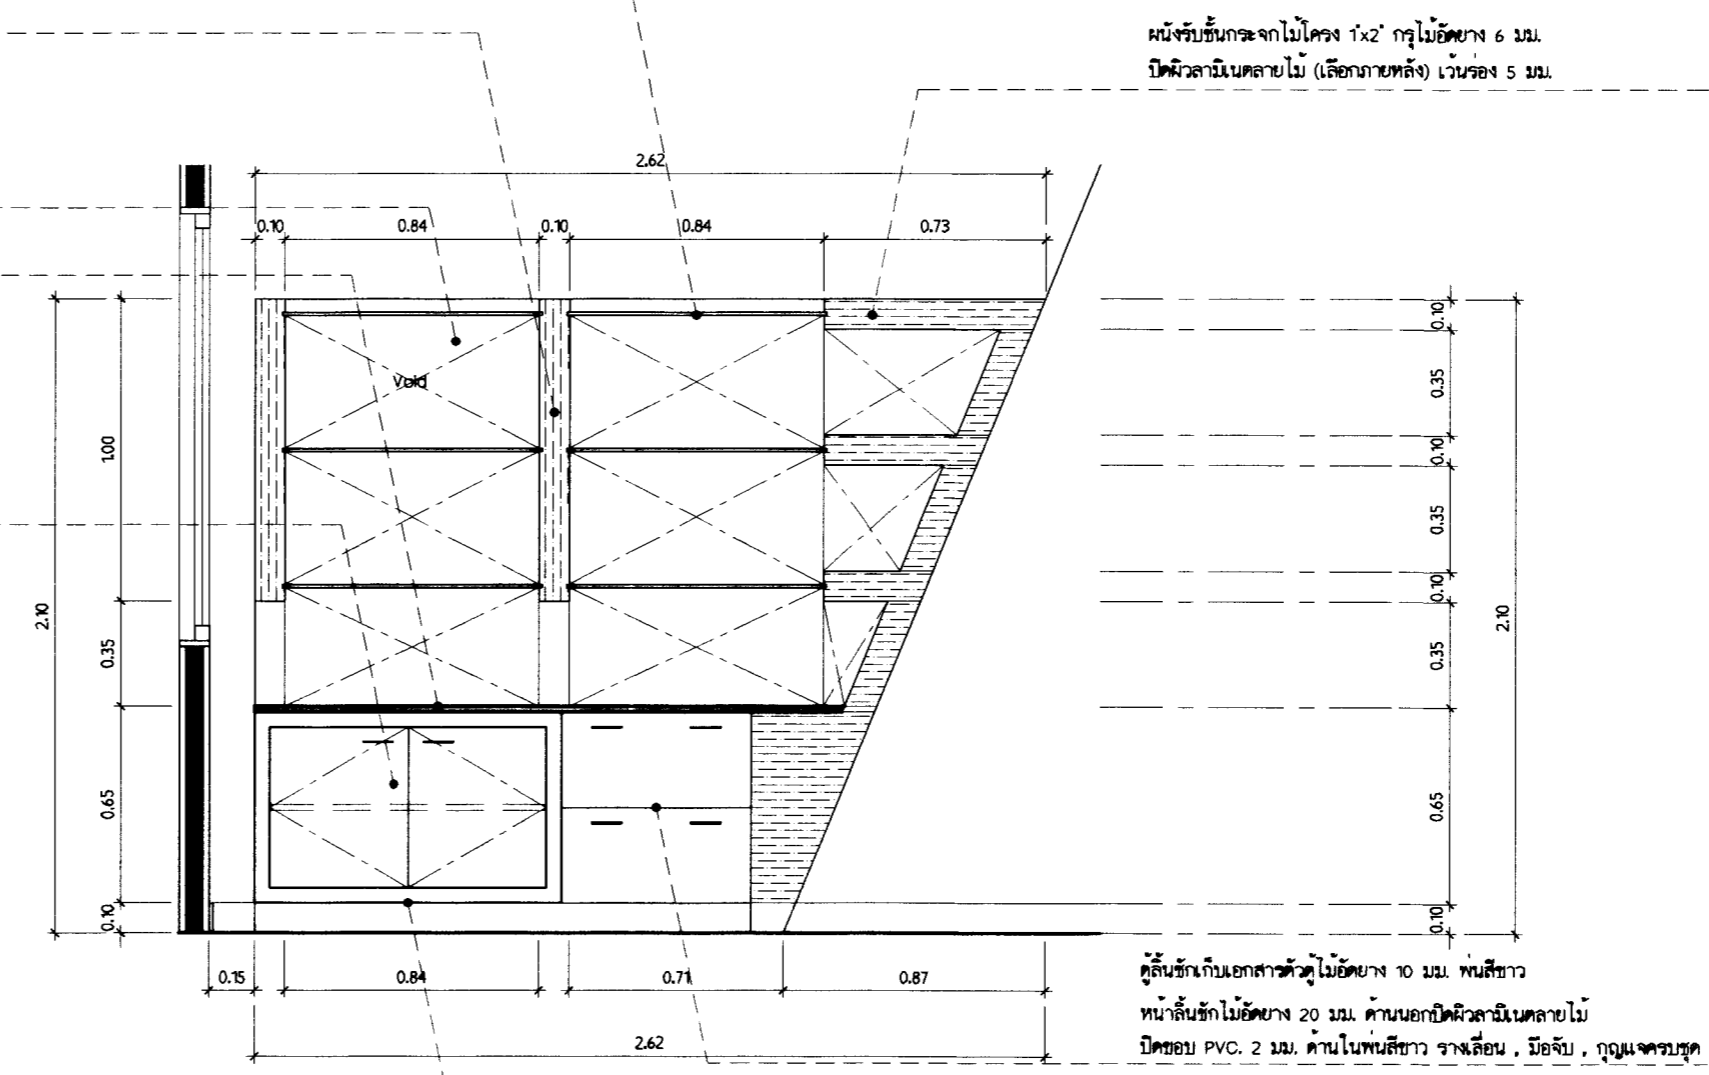 ผนังรับชั้นกระจกไม้โครง 1"x2" กรุไม้อัดยาง 6 มม.
ปิดผิวลามิเนตลายไม้ (เลือกภายหลัง) เว้นร่อง 5 มม.
2.62
0.10 0.84 0.10 0.84 0.73
Void
2.10
1.00
0.35
0.65
0.10
0.10
0.35
0.10
0.35
0.10
0.35
0.65
0.10
2.10
0.15 0.84 0.71 0.87
2.62
ตู้ลิ้นชักเก็บเอกสารตัวตู้ไม้อัดยาง 10 มม. พ่นสีขาว
หน้าลิ้นชักไม้อัดยาง 20 มม. ด้านนอกปิดผิวลามิเนตลายไม้
ปิดขอบ PVC. 2 มม. ด้านในพ่นสีขาว รางเลื่อน , มือจับ , กุญแจครบชุด